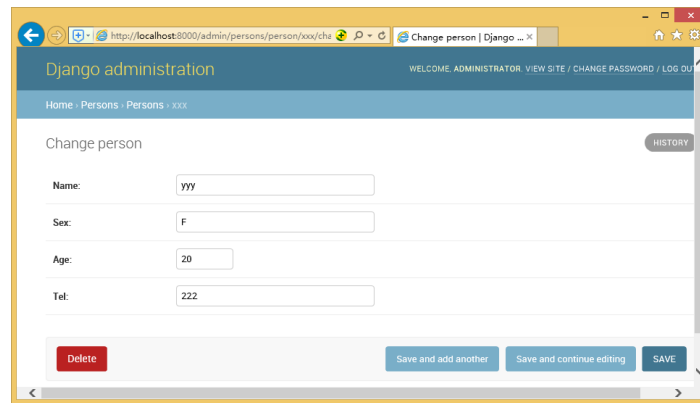 http://localhost:8000/admin/persons/person/xxx/cha
Change person | Django ...
Django administration
WELCOME, ADMINISTRATOR. VIEW SITE / CHANGE PASSWORD / LOG OUT
Home › Persons › Persons › xxx
Change person
HISTORY
Name: yyy
Sex: F
Age: 20
Tel: 222
Delete
Save and add another
Save and continue editing
SAVE